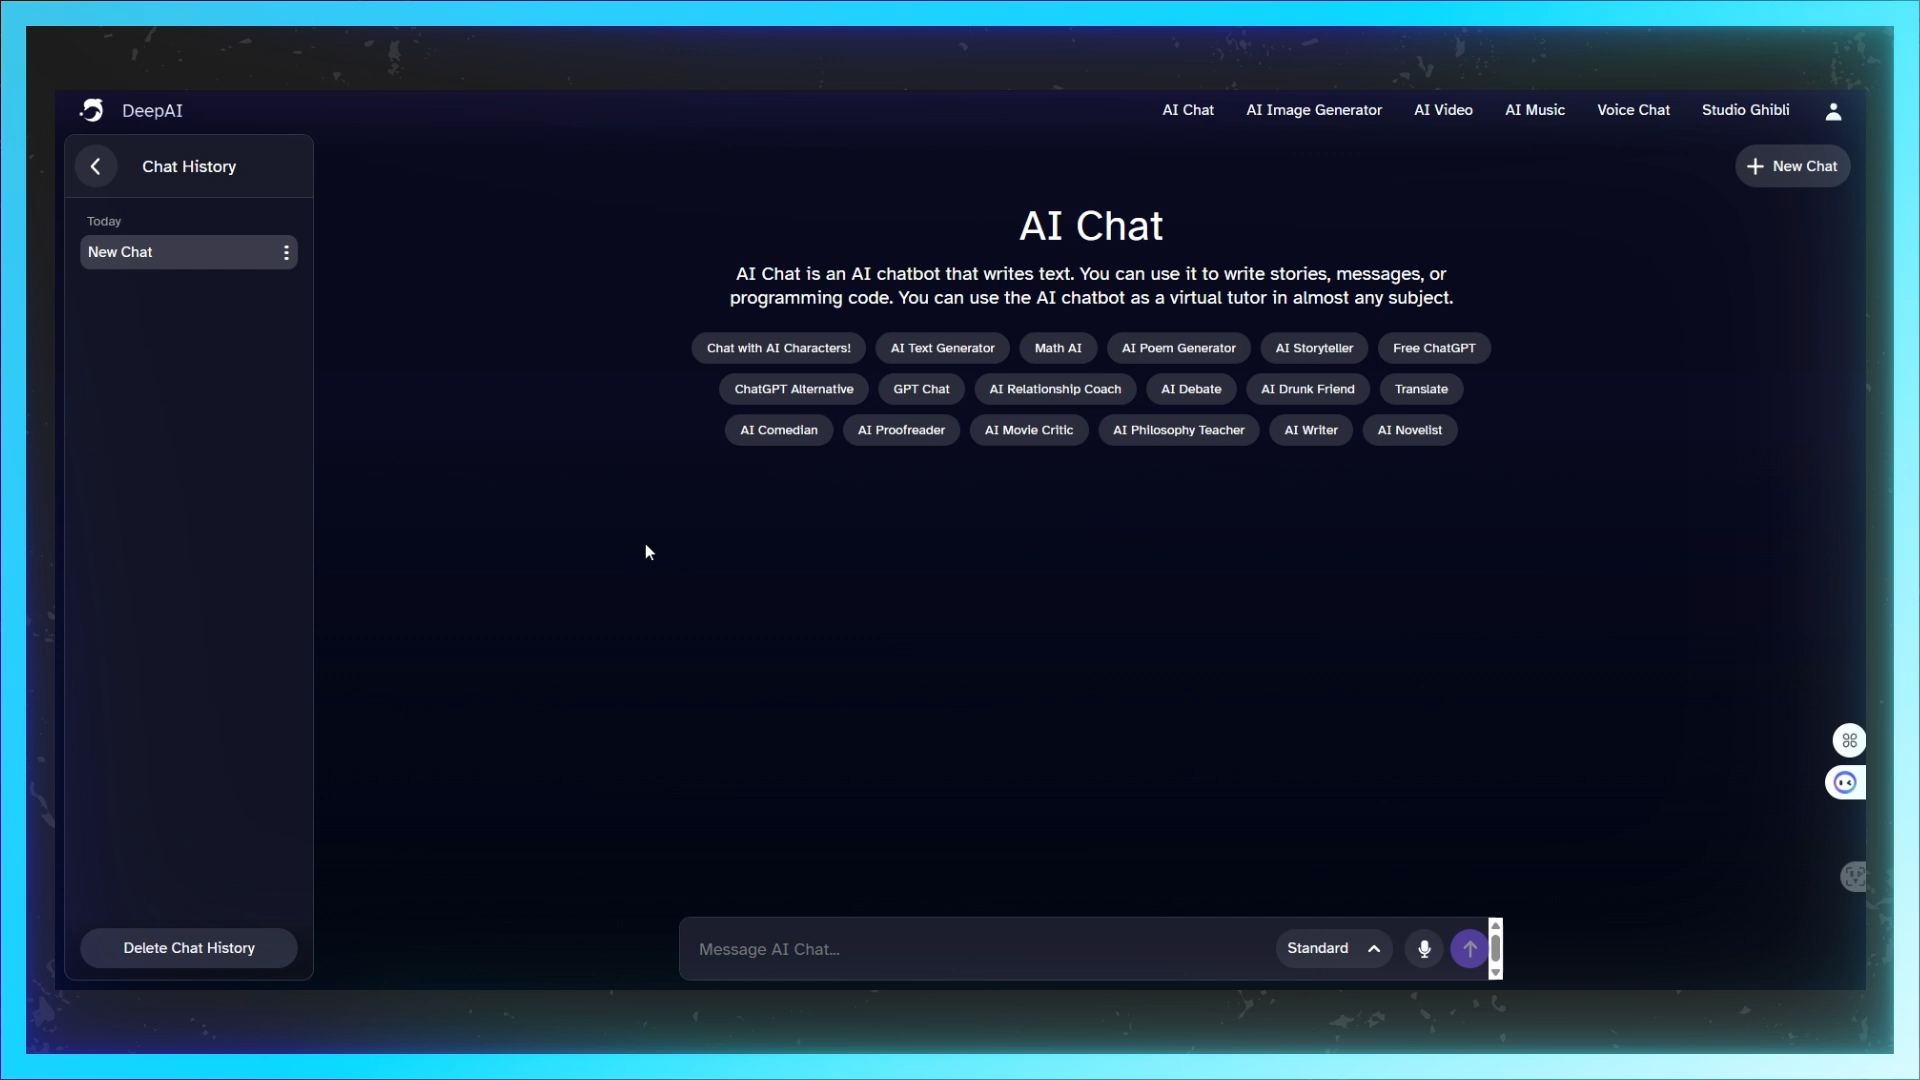 DeepAI
AI Chat AI Image Generator AI Video AI Music Voice Chat Studio Ghibli
Chat History
New Chat
Today
New Chat
AI Chat
AI Chat is an AI chatbot that writes text. You can use it to write stories, messages, or
programming code. You can use the AI chatbot as a virtual tutor in almost any subject.
Chat with AI Characters! AI Text Generator Math AI AI Poem Generator AI Storyteller Free ChatGPT
ChatGPT Alternative GPT Chat AI Relationship Coach AI Debate AI Drunk Friend Translate
AI Comedian AI Proofreader AI Movie Critic AI Philosophy Teacher AI Writer AI Novelist
Delete Chat History
Message AI Chat...
Standard